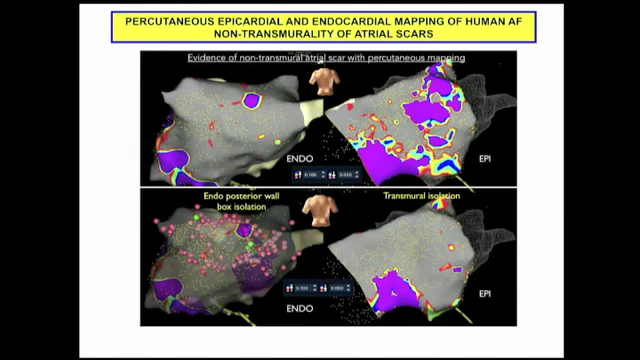 PERCUTANEOUS EPICARDIAL AND ENDOCARDIAL MAPPING OF HUMAN AF
NON-TRANSMURALITY OF ATRIAL SCARS
Evidence of non-transmural atrial scar with percutaneous mapping
ENDO
EPI
Endo posterior wall
box isolation
Transmural isolation
ENDO
EPI